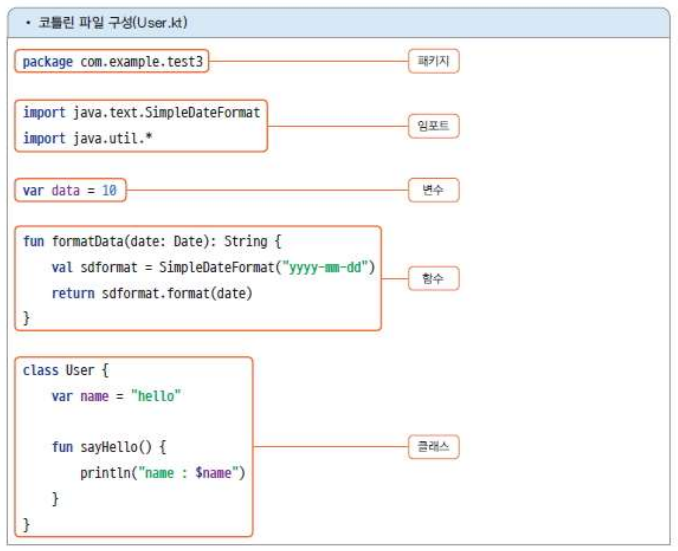 • 코틀린 파일 구성(User.kt)
package com.example.test3
패키지
import java.text.SimpleDateFormat
import java.util.*
임포트
var data = 10
변수
fun formatData(date: Date): String {
    val sdformat = SimpleDateFormat("yyyy-mm-dd")
    return sdformat.format(date)
}
함수
class User {
    var name = "hello"
    fun sayHello() {
        println("name : $name")
    }
}
클래스